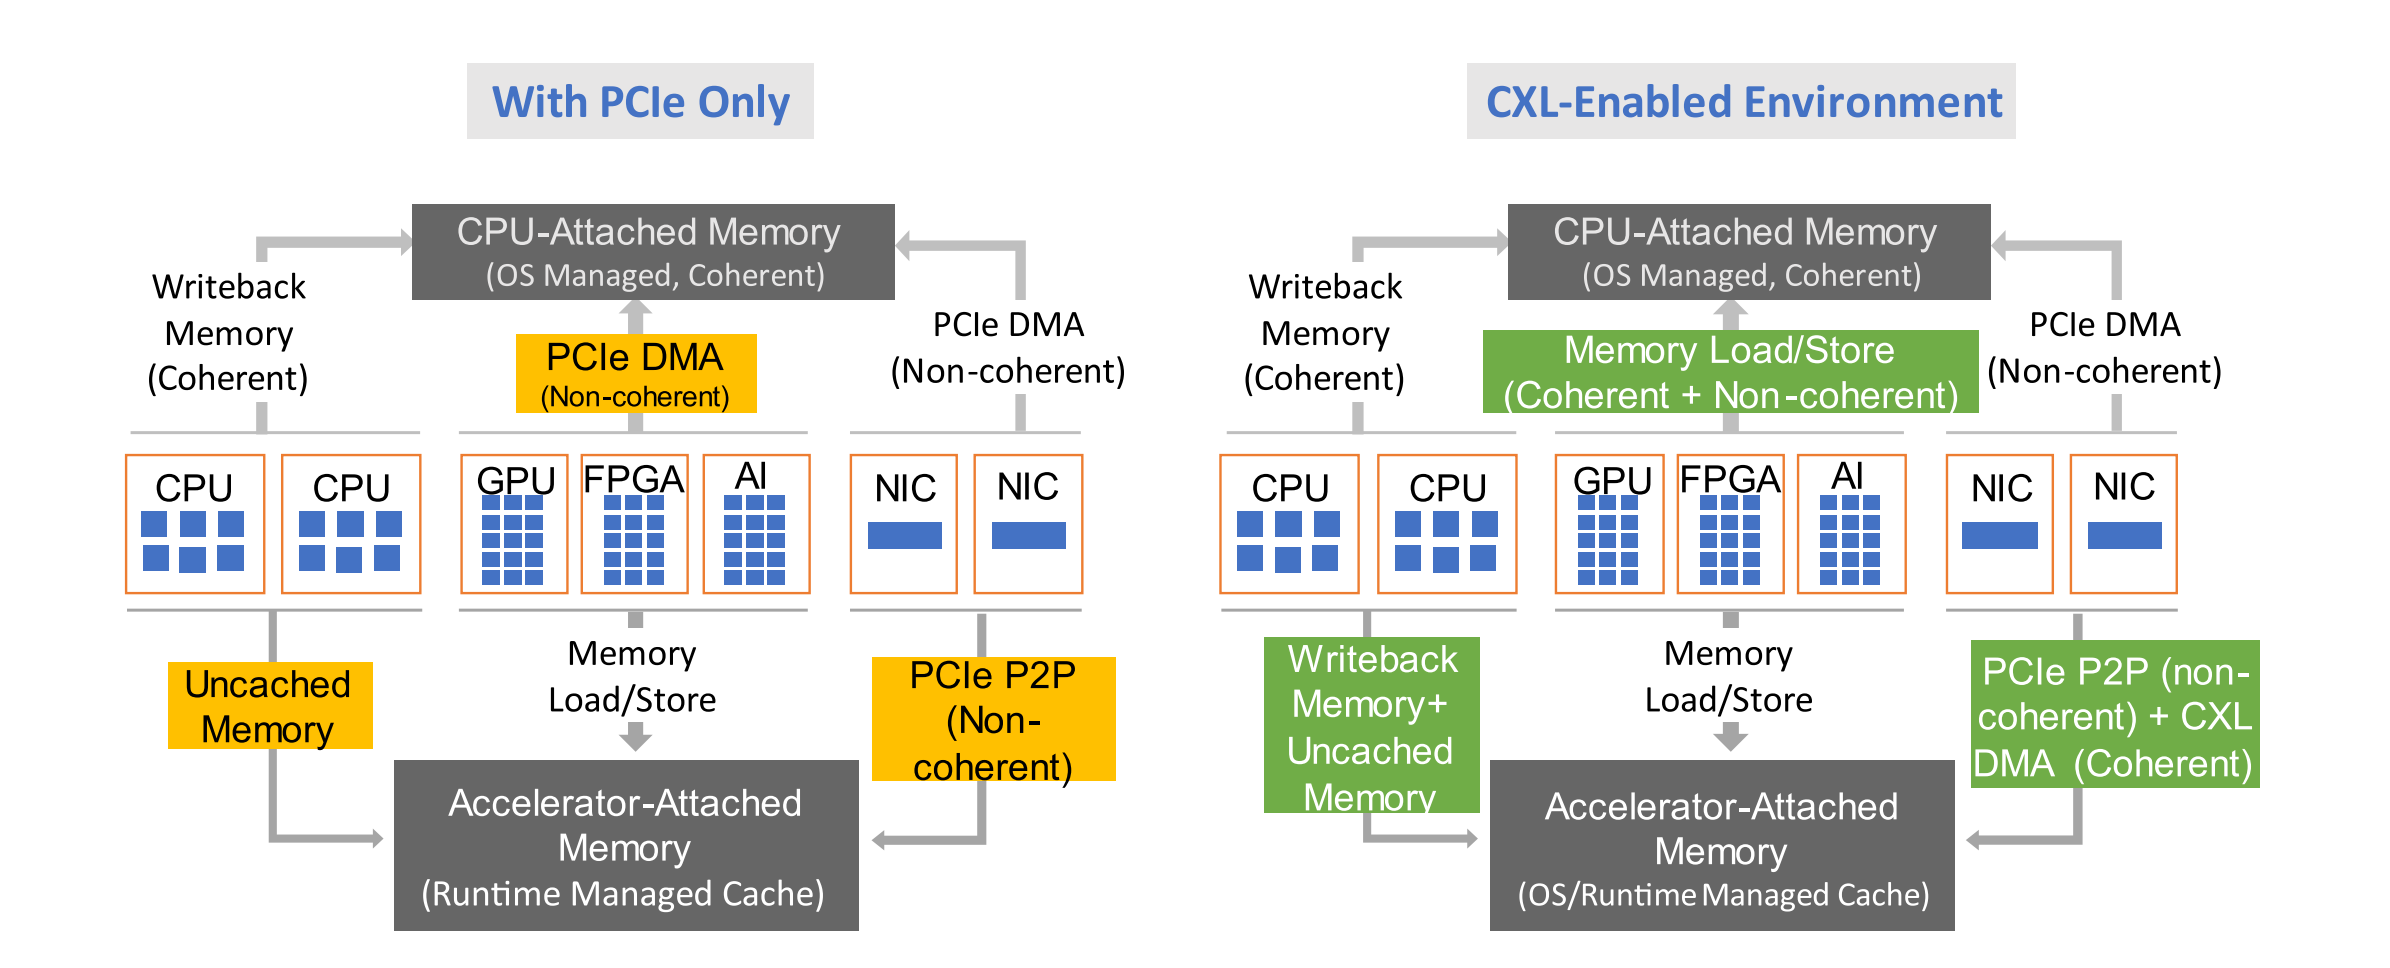 With PCIe Only
CPU-Attached Memory
(OS Managed, Coherent)
Writeback
Memory
(Coherent)
PCIe DMA
(Non-coherent)
PCIe DMA
(Non-coherent)
CPU
CPU
GPU
FPGA
AI
NIC
NIC
Uncached
Memory
Memory
Load/Store
PCIe P2P
(Non-
coherent)
Accelerator-Attached
Memory
(Runtime Managed Cache)
CXL-Enabled Environment
CPU-Attached Memory
(OS Managed, Coherent)
Writeback
Memory
(Coherent)
Memory Load/Store
(Coherent + Non-coherent)
PCIe DMA
(Non-coherent)
CPU
CPU
GPU
FPGA
AI
NIC
NIC
Writeback
Memory+
Uncached
Memory
Memory
Load/Store
PCIe P2P (non-
coherent) + CXL
DMA (Coherent)
Accelerator-Attached
Memory
(OS/Runtime Managed Cache)